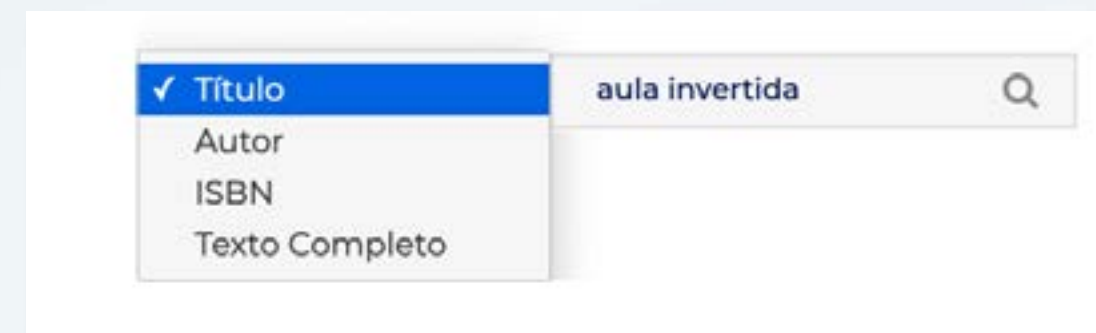 ✓ Título
aula invertida
Autor
ISBN
Texto Completo